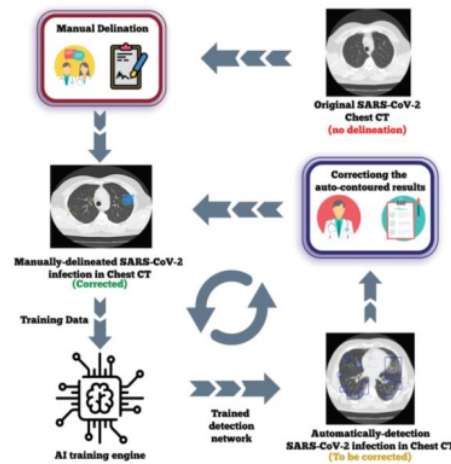 Manual Delination
Original SARS-CoV-2
Chest CT
(no delineation)
Correctiong the
auto-contoured results
Manually-delineated SARS-CoV-2
infection in Chest CT
(Corrected)
Training Data
AI training engine
Trained
detection
network
Automatically-detection
SARS-CoV-2 infection in Chest CT
(To be corrected)